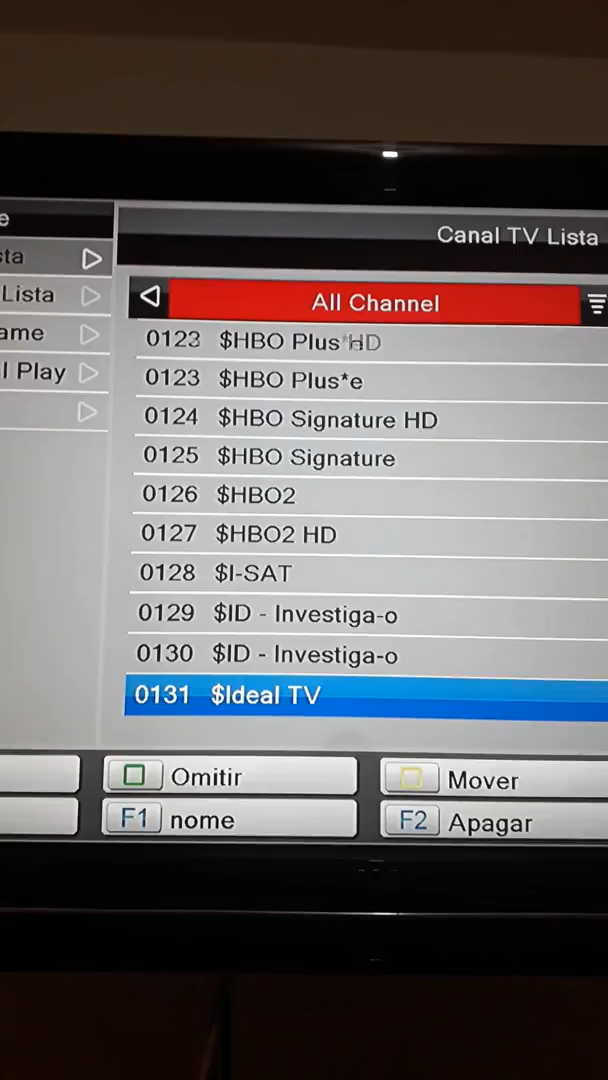 e
Canal TV Lista
sta
Lista
ame
l Play
All Channel
0123 $HBO Plus*HD
0123 $HBO Plus*e
0124 $HBO Signature HD
0125 $HBO Signature
0126 $HBO2
0127 $HBO2 HD
0128 $I-SAT
0129 $ID - Investiga-o
0130 $ID - Investiga-o
0131 $Ideal TV
Omitir
Mover
F1 nome
F2 Apagar